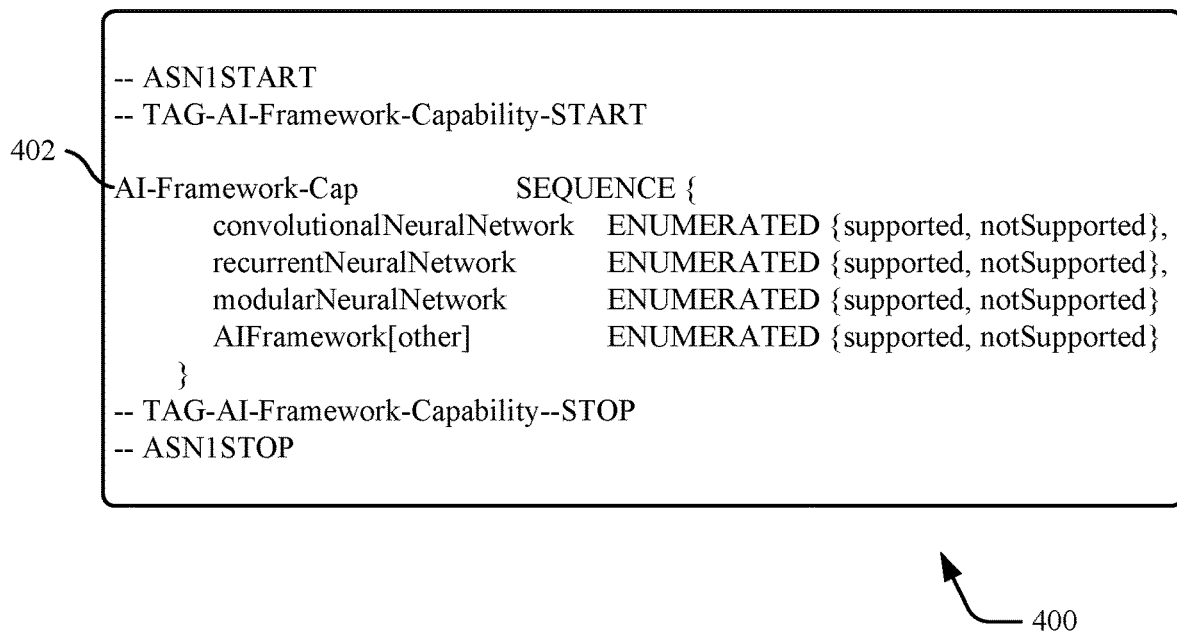 -- ASN1START
-- TAG-AI-Framework-Capability-START
402
AI-Framework-Cap SEQUENCE {
convolutionalNeuralNetwork ENUMERATED {supported, notSupported},
recurrentNeuralNetwork ENUMERATED {supported, notSupported},
modularNeuralNetwork ENUMERATED {supported, notSupported}
AIFramework[other] ENUMERATED {supported, notSupported}
}
-- TAG-AI-Framework-Capability--STOP
-- ASN1STOP
400